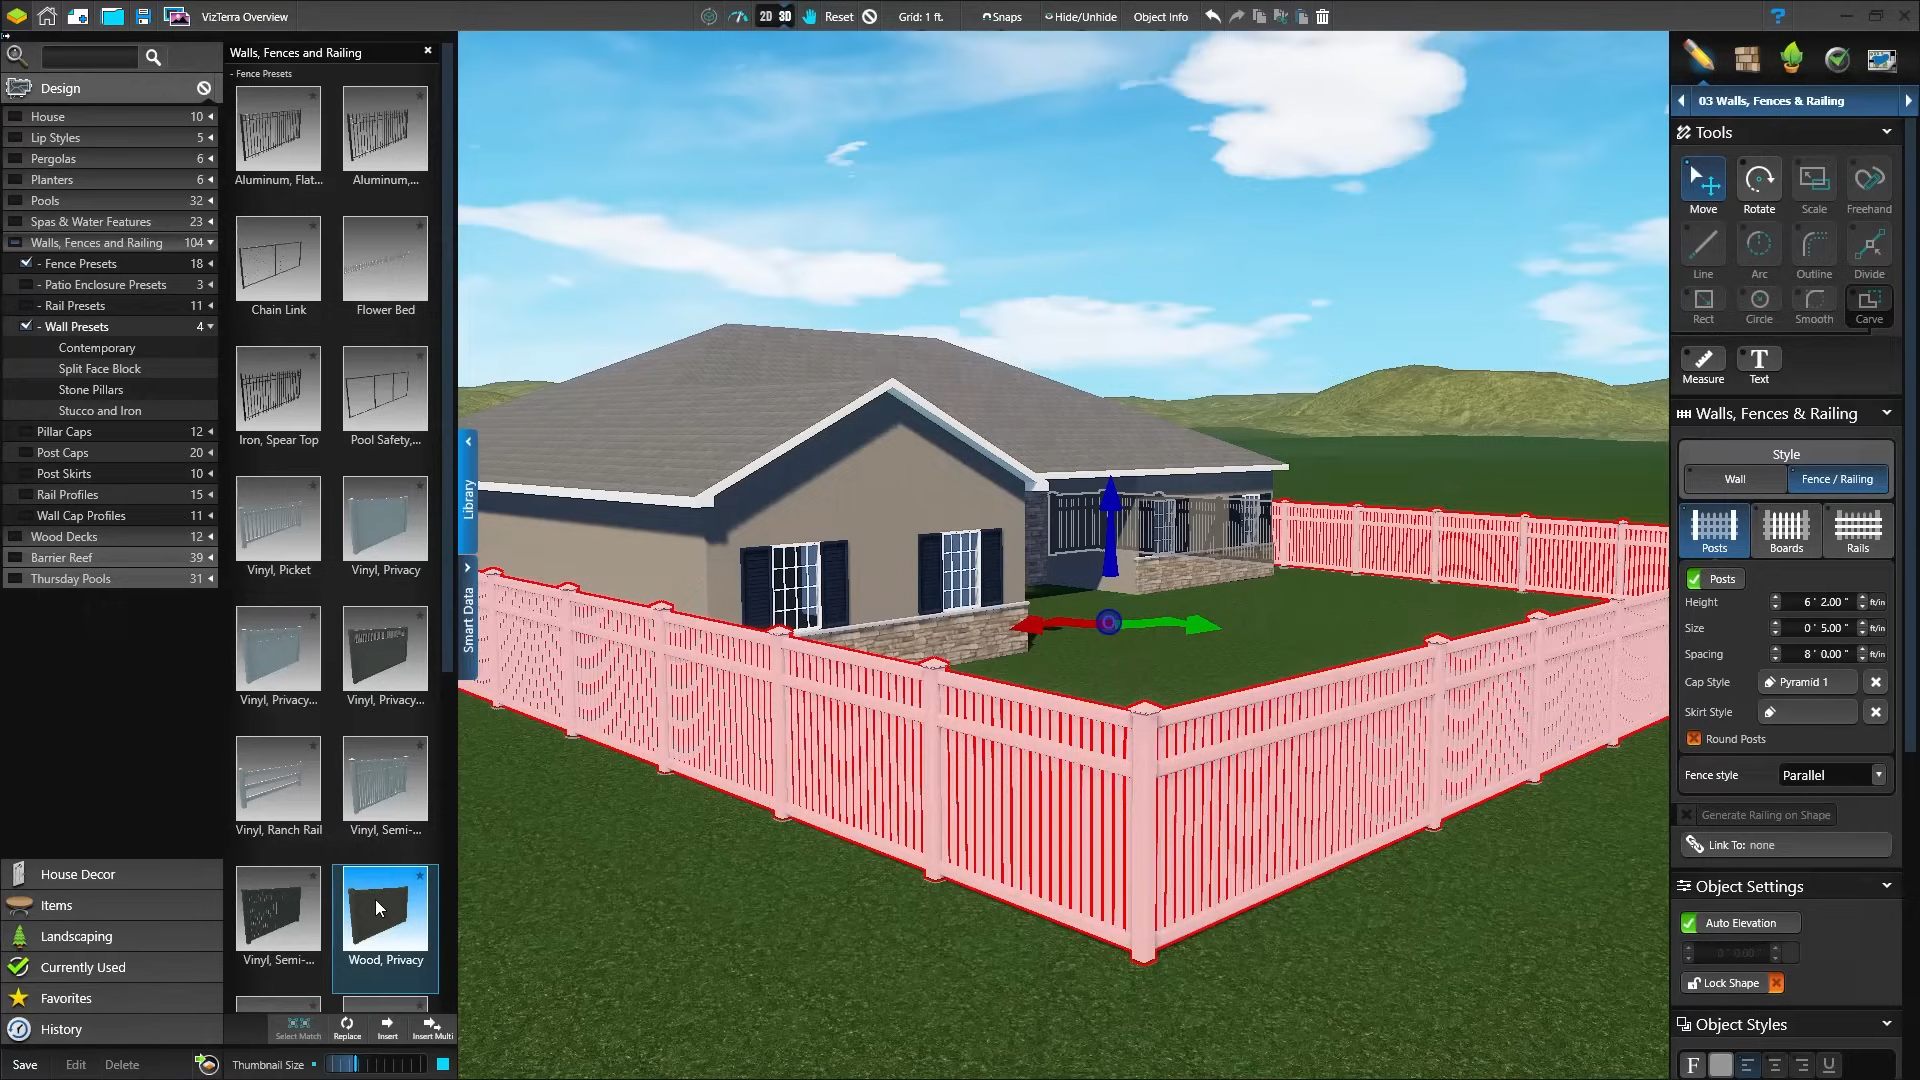 VizTerra Overview
2D 3D
Reset
Grid: 1 ft.
Snaps
Hide/Unhide
Object Info
Design
House 10
Lip Styles 5
Pergolas 6
Planters 6
Pools 32
Spas & Water Features 23
Walls, Fences and Railing 104
- Fence Presets 18
- Patio Enclosure Presets 3
- Rail Presets 11
- Wall Presets 4
Contemporary
Split Face Block
Stone Pillars
Stucco and Iron
Pillar Caps 12
Post Caps 20
Post Skirts 10
Rail Profiles 15
Wall Cap Profiles 11
Wood Decks 12
Barrier Reef 39
Thursday Pools 31
House Decor
Items
Landscaping
Currently Used
Favorites
History
Save Edit Delete
Walls, Fences and Railing
- Fence Presets
Aluminum, Flat... Aluminum,...
Chain Link Flower Bed
Iron, Spear Top Pool Safety,...
Vinyl, Picket Vinyl, Privacy
Vinyl, Privacy... Vinyl, Privacy...
Vinyl, Ranch Rail Vinyl, Semi-...
Vinyl, Semi-... Wood, Privacy
Select Match Replace Insert Insert Multi
Thumbnail Size
Library
Smart Data
03 Walls, Fences & Railing
Tools
Move Rotate Scale Freehand
Line Arc Outline Divide
Rect Circle Smooth Carve
T
Measure Text
Walls, Fences & Railing
Style
Wall Fence / Railing
Posts Boards Rails
Posts
Height 6 ' 2.00 " ft/in
Size 0 ' 5.00 " ft/in
Spacing 8 ' 0.00 " ft/in
Cap Style Pyramid 1
Skirt Style
Round Posts
Fence style Parallel
Generate Railing on Shape
Link To: none
Object Settings
Auto Elevation
0 ' 0.00 "
Lock Shape
Object Styles
F U